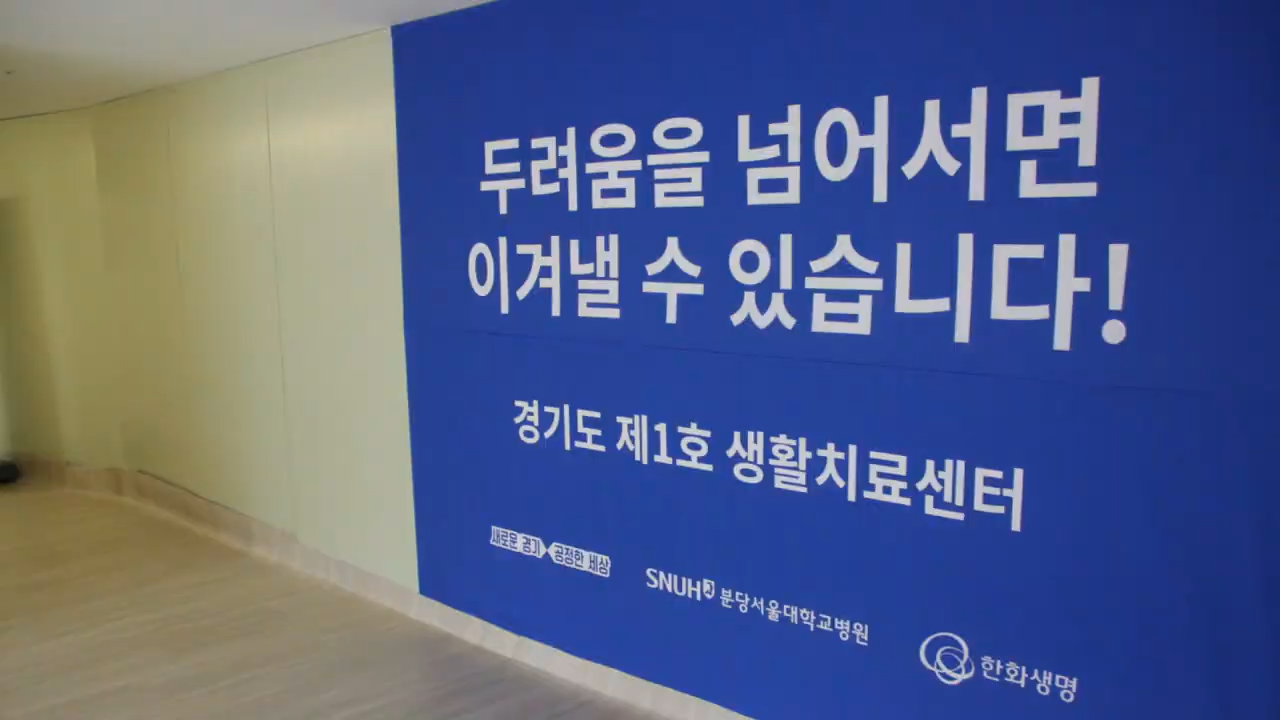 두려움을 넘어서면
이겨낼 수 있습니다!
경기도 제1호 생활치료센터
새로운 경기 공정한 세상
SNUH 분당서울대학교병원
한화생명